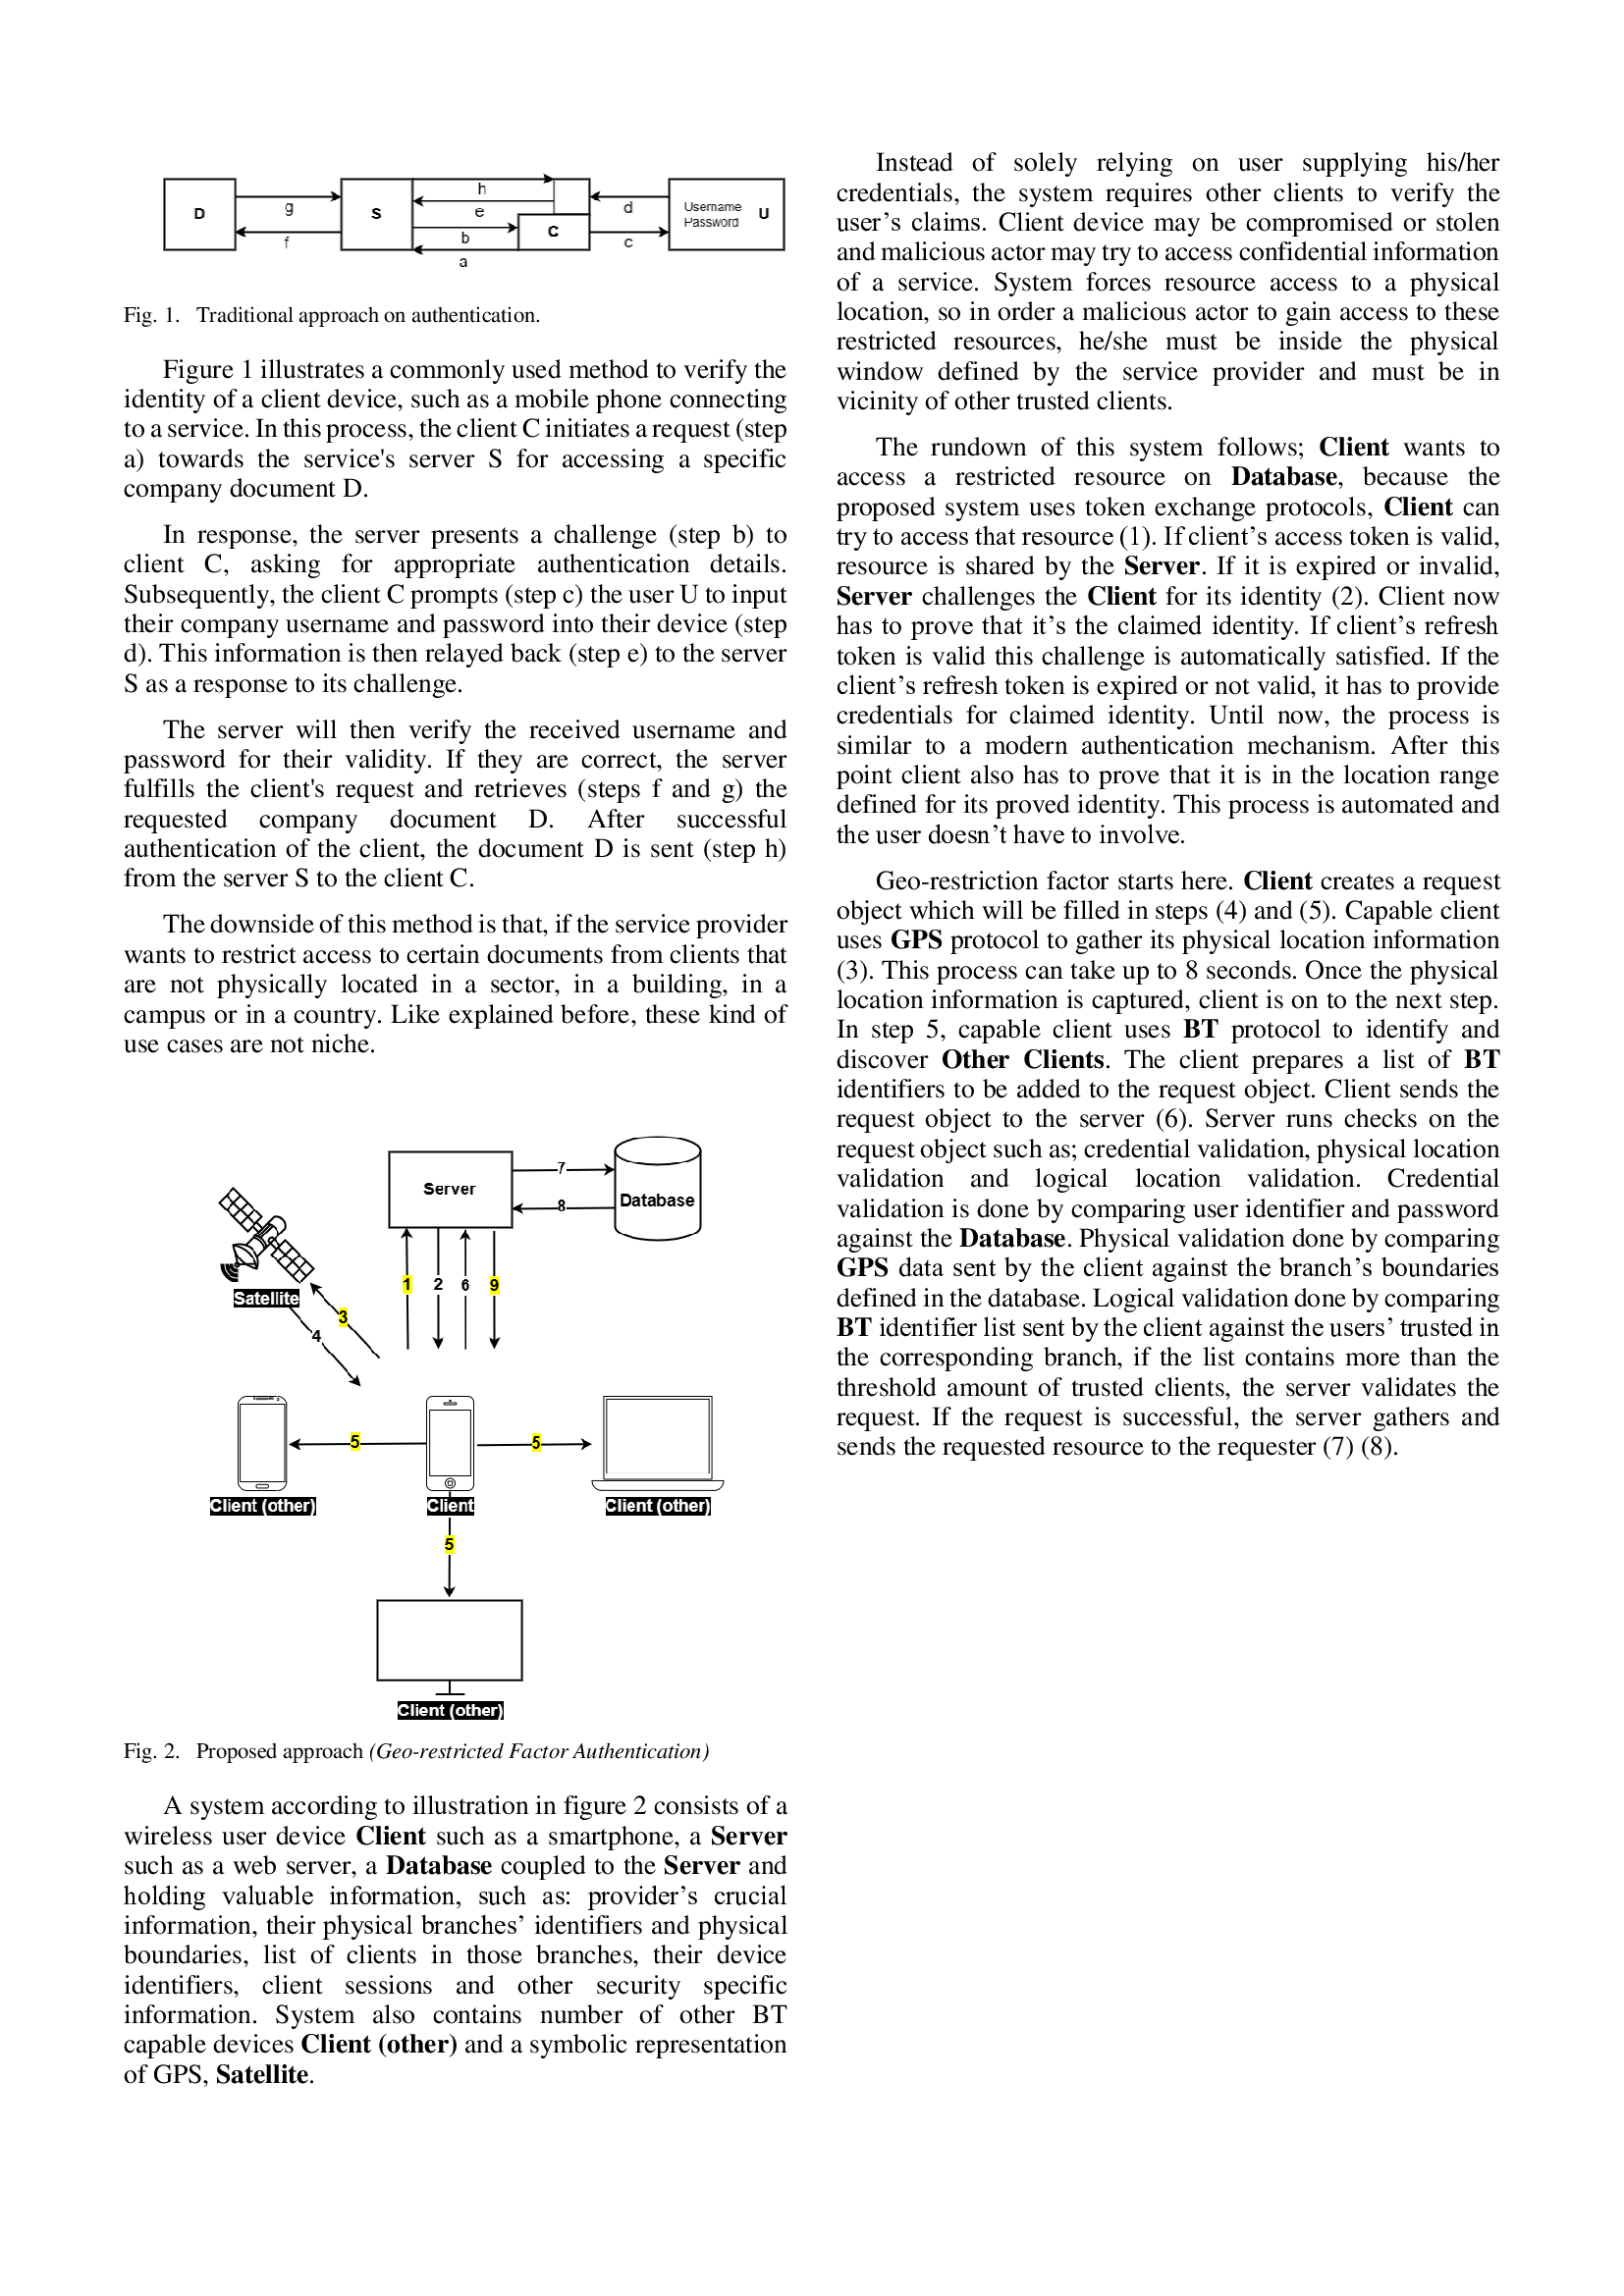 D
g
f
S
h
e
b
a
C
d
c
Username
Password
U
Fig. 1. Traditional approach on authentication.
Figure 1 illustrates a commonly used method to verify the
identity of a client device, such as a mobile phone connecting
to a service. In this process, the client C initiates a request (step
a) towards the service's server S for accessing a specific
company document D.
In response, the server presents a challenge (step b) to
client C, asking for appropriate authentication details.
Subsequently, the client C prompts (step c) the user U to input
their company username and password into their device (step
d). This information is then relayed back (step e) to the server
S as a response to its challenge.
The server will then verify the received username and
password for their validity. If they are correct, the server
fulfills the client's request and retrieves (steps f and g) the
requested company document D. After successful
authentication of the client, the document D is sent (step h)
from the server S to the client C.
The downside of this method is that, if the service provider
wants to restrict access to certain documents from clients that
are not physically located in a sector, in a building, in a
campus or in a country. Like explained before, these kind of
use cases are not niche.
Server
7
8
Database
Satellite
1
2
6
9
3
4
5
5
Client (other)
Client
Client (other)
5
Client (other)
Fig. 2. Proposed approach (Geo-restricted Factor Authentication)
A system according to illustration in figure 2 consists of a
wireless user device Client such as a smartphone, a Server
such as a web server, a Database coupled to the Server and
holding valuable information, such as: provider’s crucial
information, their physical branches’ identifiers and physical
boundaries, list of clients in those branches, their device
identifiers, client sessions and other security specific
information. System also contains number of other BT
capable devices Client (other) and a symbolic representation
of GPS, Satellite.
Instead of solely relying on user supplying his/her
credentials, the system requires other clients to verify the
user’s claims. Client device may be compromised or stolen
and malicious actor may try to access confidential information
of a service. System forces resource access to a physical
location, so in order a malicious actor to gain access to these
restricted resources, he/she must be inside the physical
window defined by the service provider and must be in
vicinity of other trusted clients.
The rundown of this system follows; Client wants to
access a restricted resource on Database, because the
proposed system uses token exchange protocols, Client can
try to access that resource (1). If client’s access token is valid,
resource is shared by the Server. If it is expired or invalid,
Server challenges the Client for its identity (2). Client now
has to prove that it’s the claimed identity. If client’s refresh
token is valid this challenge is automatically satisfied. If the
client’s refresh token is expired or not valid, it has to provide
credentials for claimed identity. Until now, the process is
similar to a modern authentication mechanism. After this
point client also has to prove that it is in the location range
defined for its proved identity. This process is automated and
the user doesn’t have to involve.
Geo-restriction factor starts here. Client creates a request
object which will be filled in steps (4) and (5). Capable client
uses GPS protocol to gather its physical location information
(3). This process can take up to 8 seconds. Once the physical
location information is captured, client is on to the next step.
In step 5, capable client uses BT protocol to identify and
discover Other Clients. The client prepares a list of BT
identifiers to be added to the request object. Client sends the
request object to the server (6). Server runs checks on the
request object such as; credential validation, physical location
validation and logical location validation. Credential
validation is done by comparing user identifier and password
against the Database. Physical validation done by comparing
GPS data sent by the client against the branch’s boundaries
defined in the database. Logical validation done by comparing
BT identifier list sent by the client against the users’ trusted in
the corresponding branch, if the list contains more than the
threshold amount of trusted clients, the server validates the
request. If the request is successful, the server gathers and
sends the requested resource to the requester (7) (8).